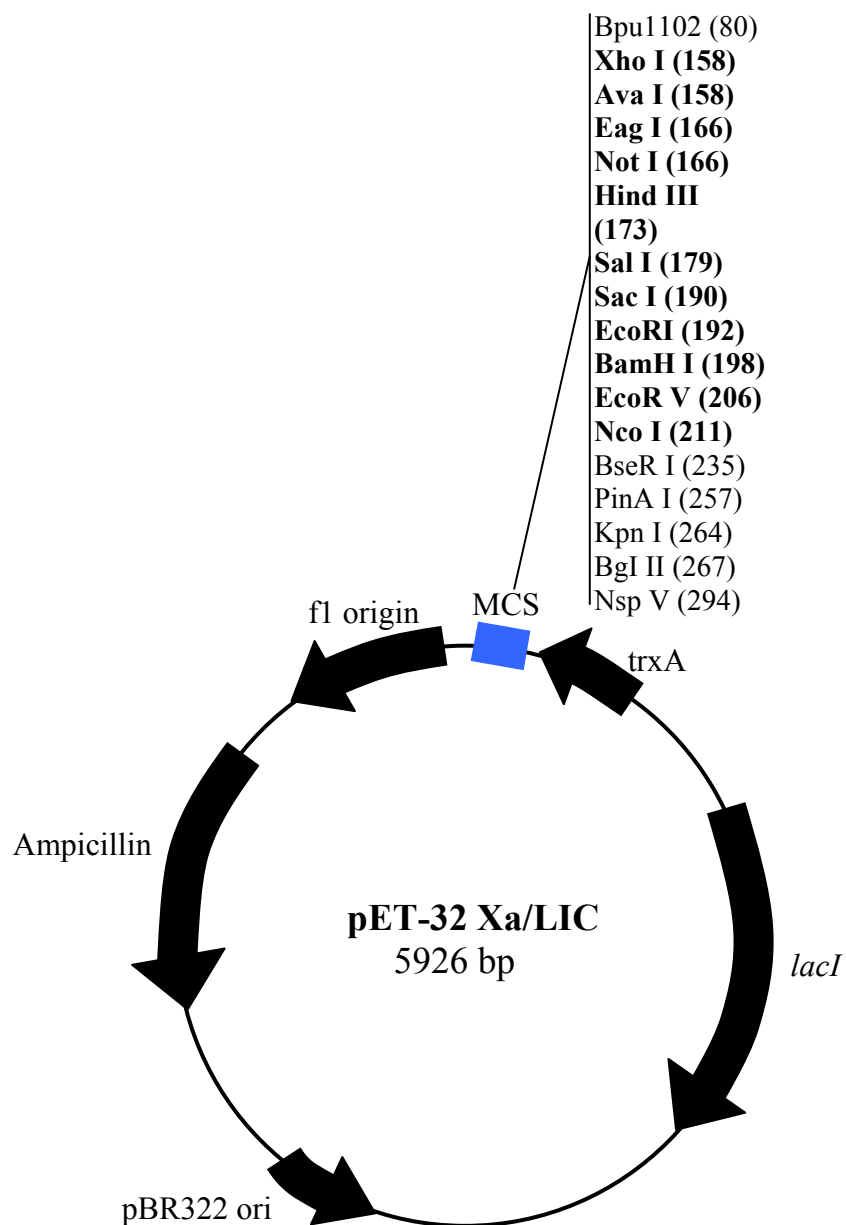 Bpu1102 (80)
Xho I (158)
Ava I (158)
Eag I (166)
Not I (166)
Hind III
(173)
Sal I (179)
Sac I (190)
EcoRI (192)
BamH I (198)
EcoR V (206)
Nco I (211)
BseR I (235)
PinA I (257)
Kpn I (264)
BgI II (267)
Nsp V (294)
MCS
f1 origin
trxA
Ampicillin
pET-32 Xa/LIC
5926 bp
lacI
pBR322 ori